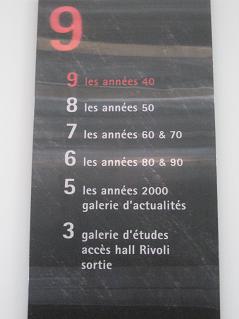 9
9 les années 40
8 les années 50
7 les années 60 & 70
6 les années 80 & 90
5 les années 2000
galerie d'actualités
3 galerie d'études
accès hall Rivoli
sortie